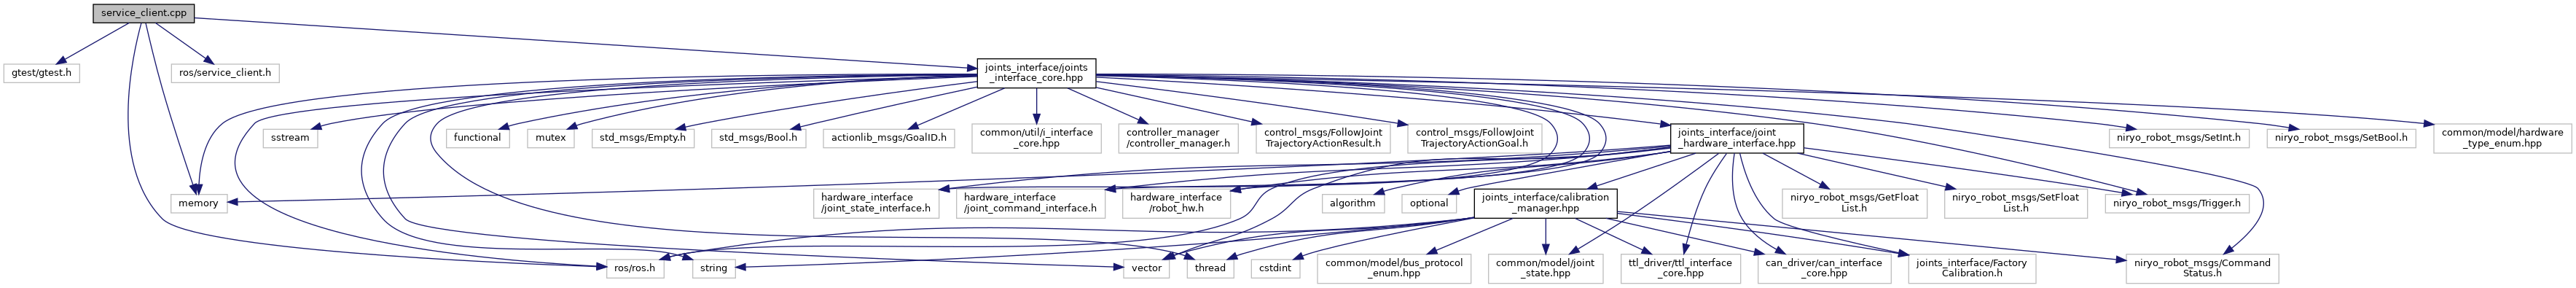 service_client.cpp
gtest/gtest.h
ros/service_client.h
joints_interface/joints
_interface_core.hpp
sstream
functional
mutex
std_msgs/Empty.h
std_msgs/Bool.h
actionlib_msgs/GoalID.h
common/util/i_interface
_core.hpp
controller_manager
/controller_manager.h
control_msgs/FollowJoint
TrajectoryActionResult.h
control_msgs/FollowJoint
TrajectoryActionGoal.h
joints_interface/joint
_hardware_interface.hpp
niryo_robot_msgs/SetInt.h
niryo_robot_msgs/SetBool.h
common/model/hardware
_type_enum.hpp
memory
hardware_interface
/joint_state_interface.h
hardware_interface
/joint_command_interface.h
hardware_interface
/robot_hw.h
algorithm
optional
joints_interface/calibration
_manager.hpp
niryo_robot_msgs/GetFloat
List.h
niryo_robot_msgs/SetFloat
List.h
niryo_robot_msgs/Trigger.h
ros/ros.h
string
vector
thread
cstdint
common/model/bus_protocol
_enum.hpp
common/model/joint
_state.hpp
ttl_driver/ttl_interface
_core.hpp
can_driver/can_interface
_core.hpp
joints_interface/Factory
Calibration.h
niryo_robot_msgs/Command
Status.h